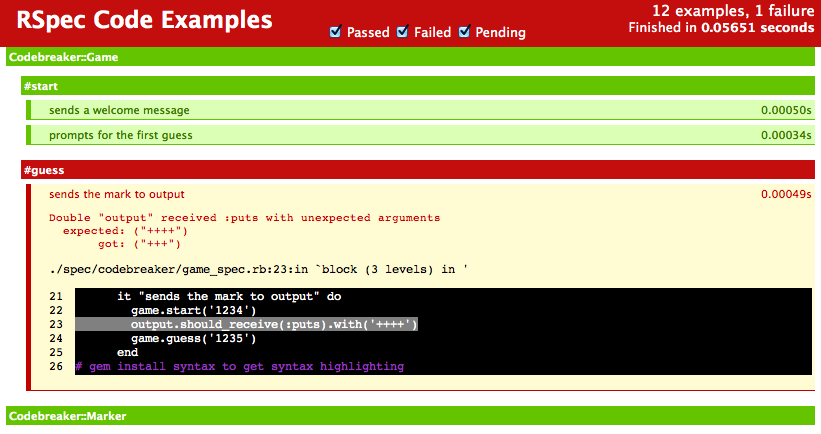 RSpec Code Examples
Passed Failed Pending
12 examples, 1 failure
Finished in 0.05651 seconds
Codebreaker::Game
#start
sends a welcome message 0.00050s
prompts for the first guess 0.00034s
#guess
sends the mark to output 0.00049s
Double "output" received :puts with unexpected arguments
expected: ("++++")
got: ("+++")
./spec/codebreaker/game_spec.rb:23:in `block (3 levels) in '
21 it "sends the mark to output" do
22 game.start('1234')
23 output.should_receive(:puts).with('++++')
24 game.guess('1235')
25 end
26 # gem install syntax to get syntax highlighting
Codebreaker::Marker